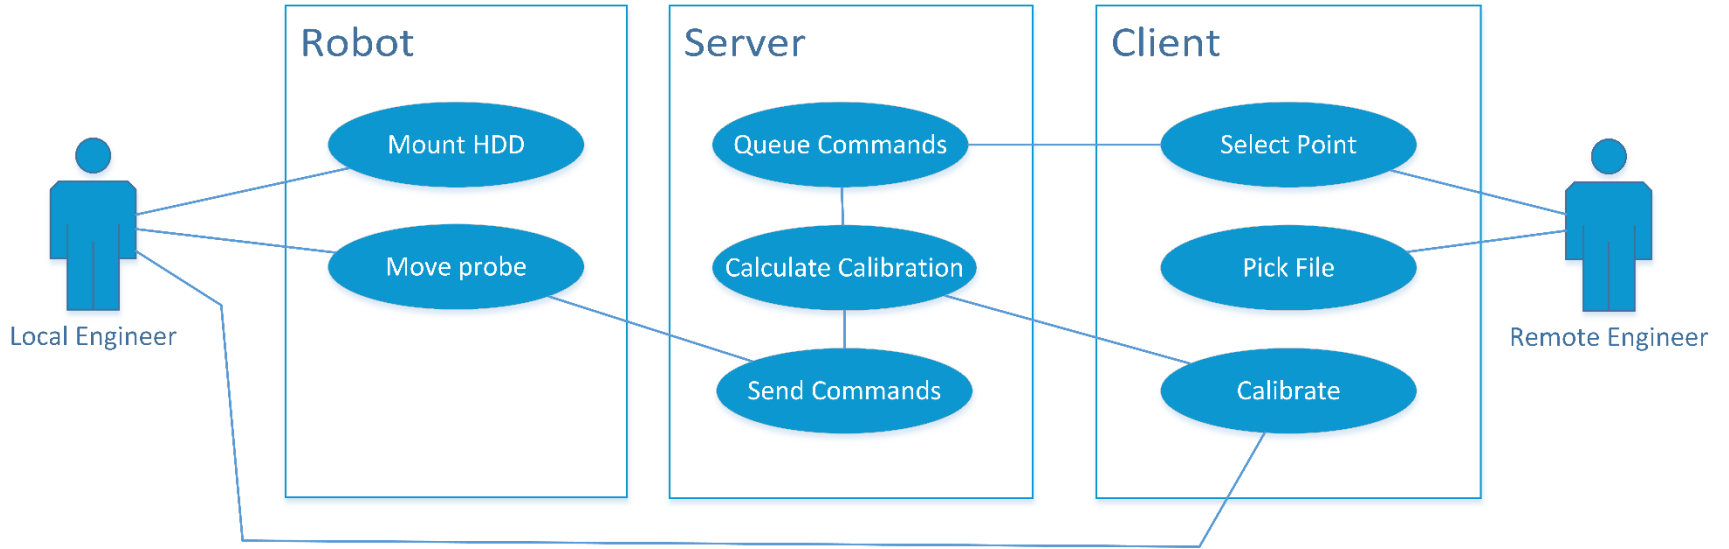 Robot
Server
Client
Mount HDD
Queue Commands
Select Point
Move probe
Calculate Calibration
Pick File
Local Engineer
Remote Engineer
Send Commands
Calibrate